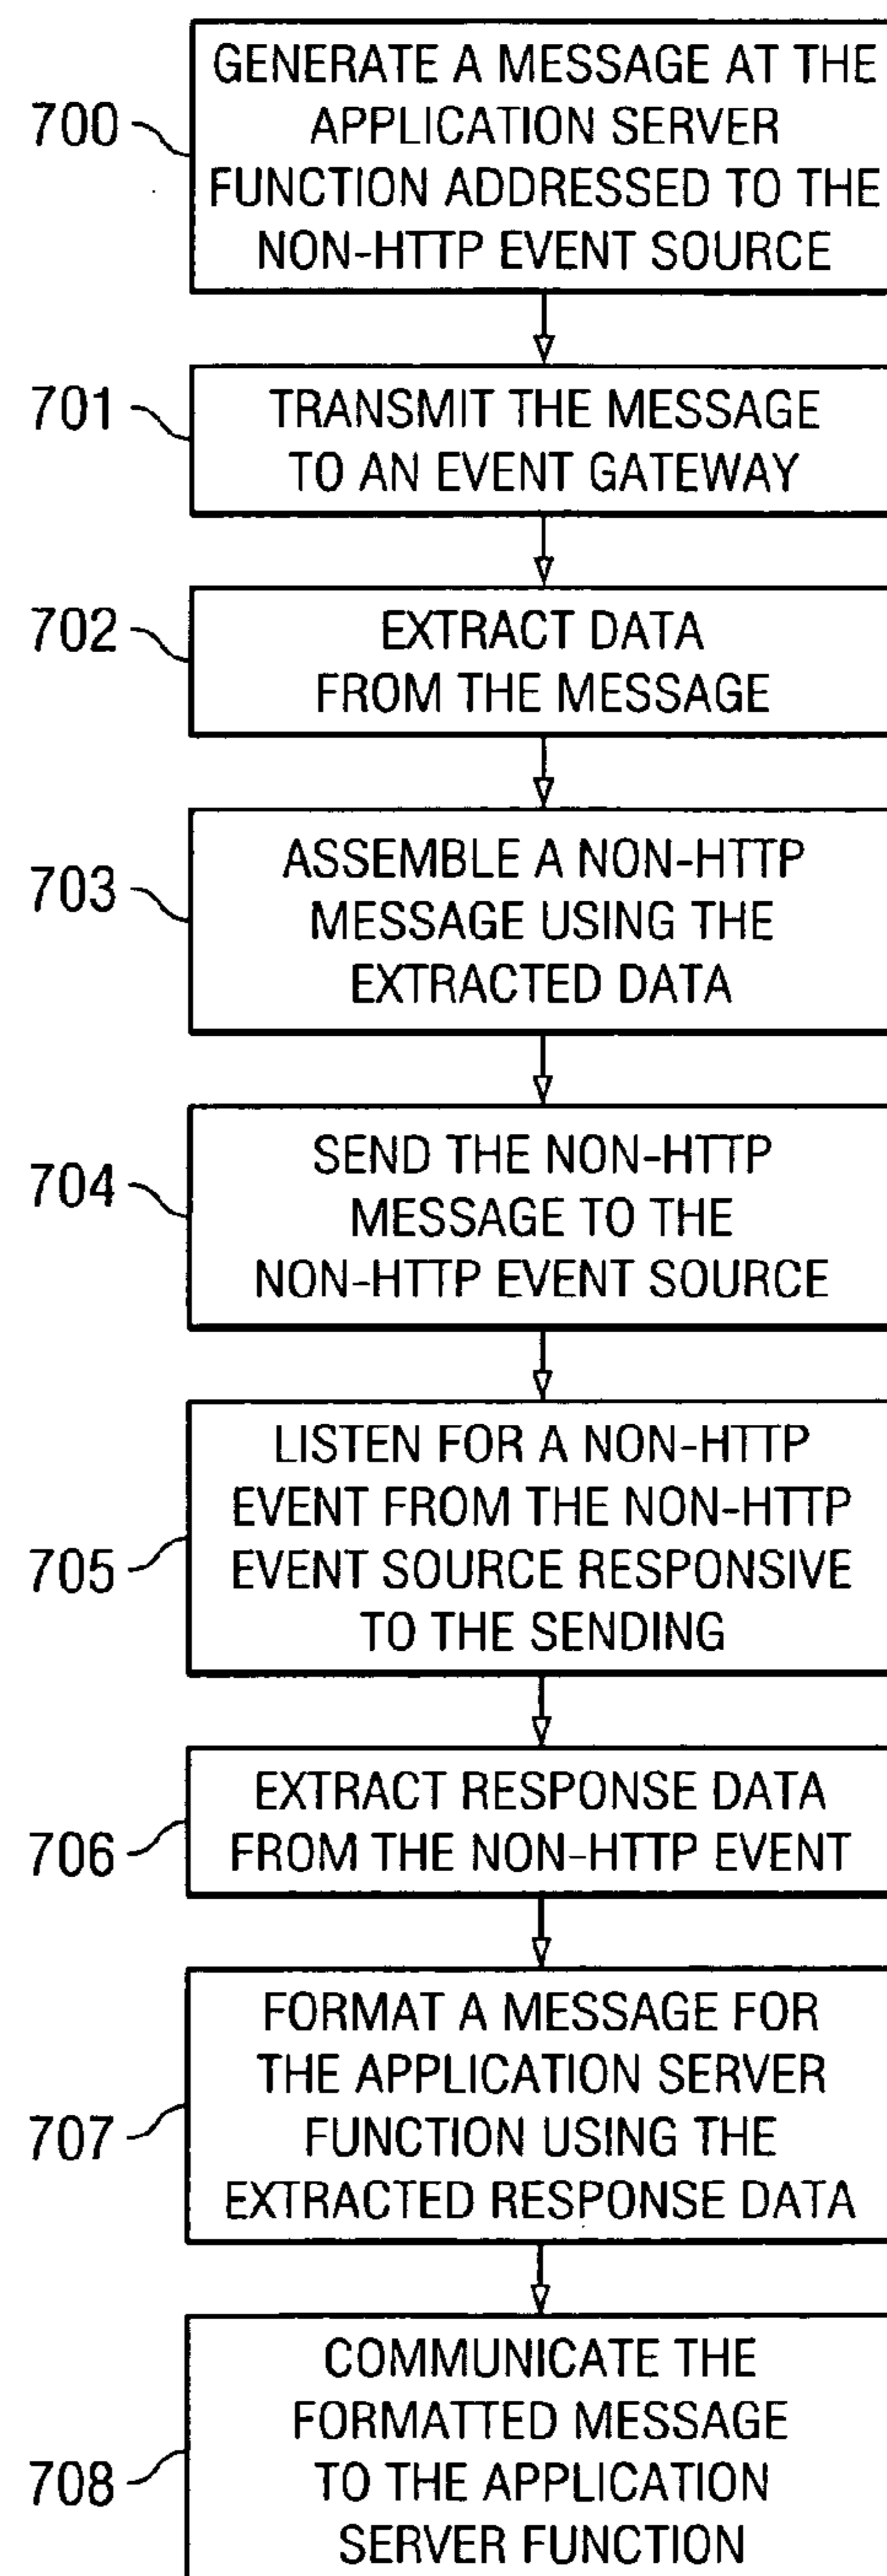 700
GENERATE A MESSAGE AT THE
APPLICATION SERVER
FUNCTION ADDRESSED TO THE
NON-HTTP EVENT SOURCE
701
TRANSMIT THE MESSAGE
TO AN EVENT GATEWAY
702
EXTRACT DATA
FROM THE MESSAGE
703
ASSEMBLE A NON-HTTP
MESSAGE USING THE
EXTRACTED DATA
704
SEND THE NON-HTTP
MESSAGE TO THE
NON-HTTP EVENT SOURCE
705
LISTEN FOR A NON-HTTP
EVENT FROM THE NON-HTTP
EVENT SOURCE RESPONSIVE
TO THE SENDING
706
EXTRACT RESPONSE DATA
FROM THE NON-HTTP EVENT
707
FORMAT A MESSAGE FOR
THE APPLICATION SERVER
FUNCTION USING THE
EXTRACTED RESPONSE DATA
708
COMMUNICATE THE
FORMATTED MESSAGE
TO THE APPLICATION
SERVER FUNCTION